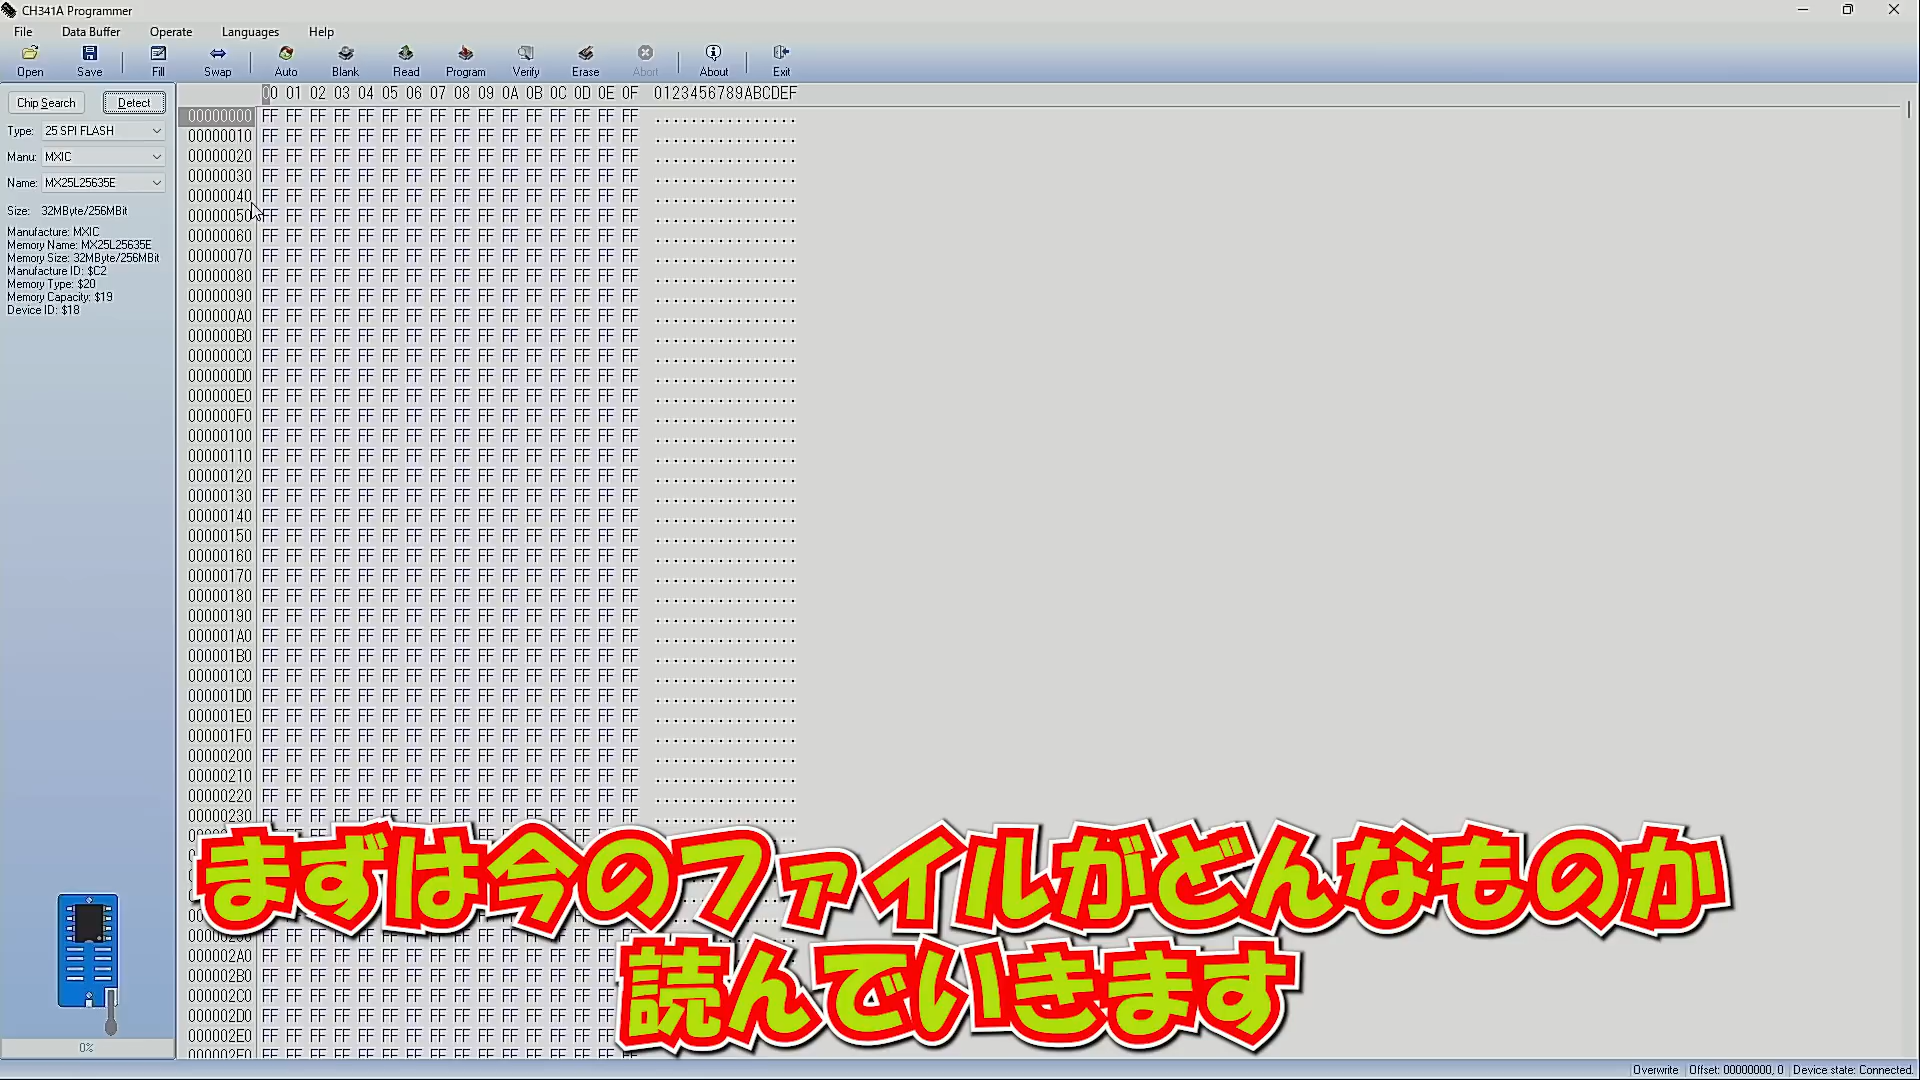 CH341A Programmer
File Data Buffer Operate Languages Help
Open Save Fill Swap Auto Blank Read Program Verify Erase Abort About Exit
Chip Search Detect
Type: 25 SPI FLASH
Manu: MXIC
Name: MX25L25635E
Size: 32MByte/256MBit
Manufacture: MXIC
Memory Name: MX25L25635E
Memory Size: 32MByte/256MBit
Manufacture ID: $C2
Memory Type: $20
Memory Capacity: $19
Device ID: $18
0%
00 01 02 03 04 05 06 07 08 09 0A 0B 0C 0D 0E 0F 0123456789ABCDEF
00000000 FF FF FF FF FF FF FF FF FF FF FF FF FF FF FF FF ................
00000010 FF FF FF FF FF FF FF FF FF FF FF FF FF FF FF FF ................
00000020 FF FF FF FF FF FF FF FF FF FF FF FF FF FF FF FF ................
00000030 FF FF FF FF FF FF FF FF FF FF FF FF FF FF FF FF ................
00000040 FF FF FF FF FF FF FF FF FF FF FF FF FF FF FF FF ................
00000050 FF FF FF FF FF FF FF FF FF FF FF FF FF FF FF FF ................
00000060 FF FF FF FF FF FF FF FF FF FF FF FF FF FF FF FF ................
00000070 FF FF FF FF FF FF FF FF FF FF FF FF FF FF FF FF ................
00000080 FF FF FF FF FF FF FF FF FF FF FF FF FF FF FF FF ................
00000090 FF FF FF FF FF FF FF FF FF FF FF FF FF FF FF FF ................
000000A0 FF FF FF FF FF FF FF FF FF FF FF FF FF FF FF FF ................
000000B0 FF FF FF FF FF FF FF FF FF FF FF FF FF FF FF FF ................
000000C0 FF FF FF FF FF FF FF FF FF FF FF FF FF FF FF FF ................
000000D0 FF FF FF FF FF FF FF FF FF FF FF FF FF FF FF FF ................
000000E0 FF FF FF FF FF FF FF FF FF FF FF FF FF FF FF FF ................
000000F0 FF FF FF FF FF FF FF FF FF FF FF FF FF FF FF FF ................
00000100 FF FF FF FF FF FF FF FF FF FF FF FF FF FF FF FF ................
00000110 FF FF FF FF FF FF FF FF FF FF FF FF FF FF FF FF ................
00000120 FF FF FF FF FF FF FF FF FF FF FF FF FF FF FF FF ................
00000130 FF FF FF FF FF FF FF FF FF FF FF FF FF FF FF FF ................
00000140 FF FF FF FF FF FF FF FF FF FF FF FF FF FF FF FF ................
00000150 FF FF FF FF FF FF FF FF FF FF FF FF FF FF FF FF ................
00000160 FF FF FF FF FF FF FF FF FF FF FF FF FF FF FF FF ................
00000170 FF FF FF FF FF FF FF FF FF FF FF FF FF FF FF FF ................
00000180 FF FF FF FF FF FF FF FF FF FF FF FF FF FF FF FF ................
00000190 FF FF FF FF FF FF FF FF FF FF FF FF FF FF FF FF ................
000001A0 FF FF FF FF FF FF FF FF FF FF FF FF FF FF FF FF ................
000001B0 FF FF FF FF FF FF FF FF FF FF FF FF FF FF FF FF ................
000001C0 FF FF FF FF FF FF FF FF FF FF FF FF FF FF FF FF ................
000001D0 FF FF FF FF FF FF FF FF FF FF FF FF FF FF FF FF ................
000001E0 FF FF FF FF FF FF FF FF FF FF FF FF FF FF FF FF ................
000001F0 FF FF FF FF FF FF FF FF FF FF FF FF FF FF FF FF ................
00000200 FF FF FF FF FF FF FF FF FF FF FF FF FF FF FF FF ................
00000210 FF FF FF FF FF FF FF FF FF FF FF FF FF FF FF FF ................
00000220 FF FF FF FF FF FF FF FF FF FF FF FF FF FF FF FF ................
00000230 FF FF FF FF FF FF FF FF FF FF FF FF FF FF FF FF ................
000002A0 FF FF FF FF FF FF FF FF FF FF FF FF FF FF FF
000002B0 FF FF FF FF FF FF FF FF FF FF FF FF FF FF FF
000002C0 FF FF FF FF FF FF FF FF FF FF FF FF FF FF FF
000002D0 FF FF FF FF FF FF FF FF FF FF FF FF FF FF FF
000002E0 FF FF FF FF FF FF FF FF FF FF FF FF FF FF FF
000002F0 FF FF FF FF FF FF FF FF FF FF FF FF FF FF FF FF
まずは今のファイルがどんなものか
読んでいきます
Overwrite Offset: 00000000, 0 Device state: Connected.